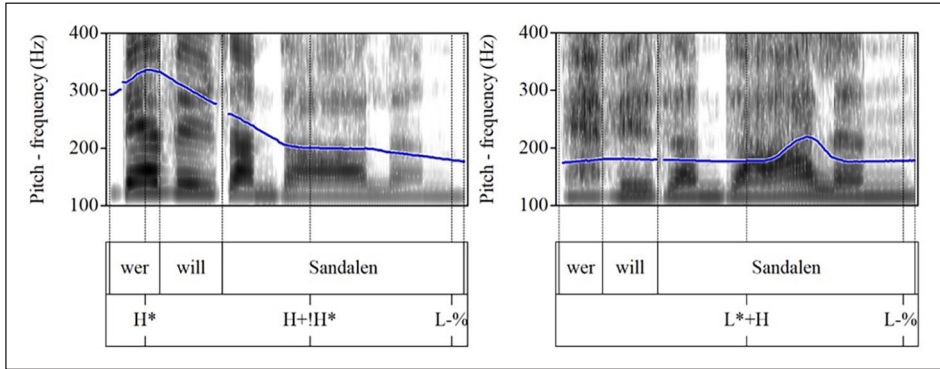 Pitch - frequency (Hz)
400
300
200
100
wer will Sandalen
H* H+!H* L-%
Pitch - frequency (Hz)
400
300
200
100
wer will Sandalen
L*+H L-%